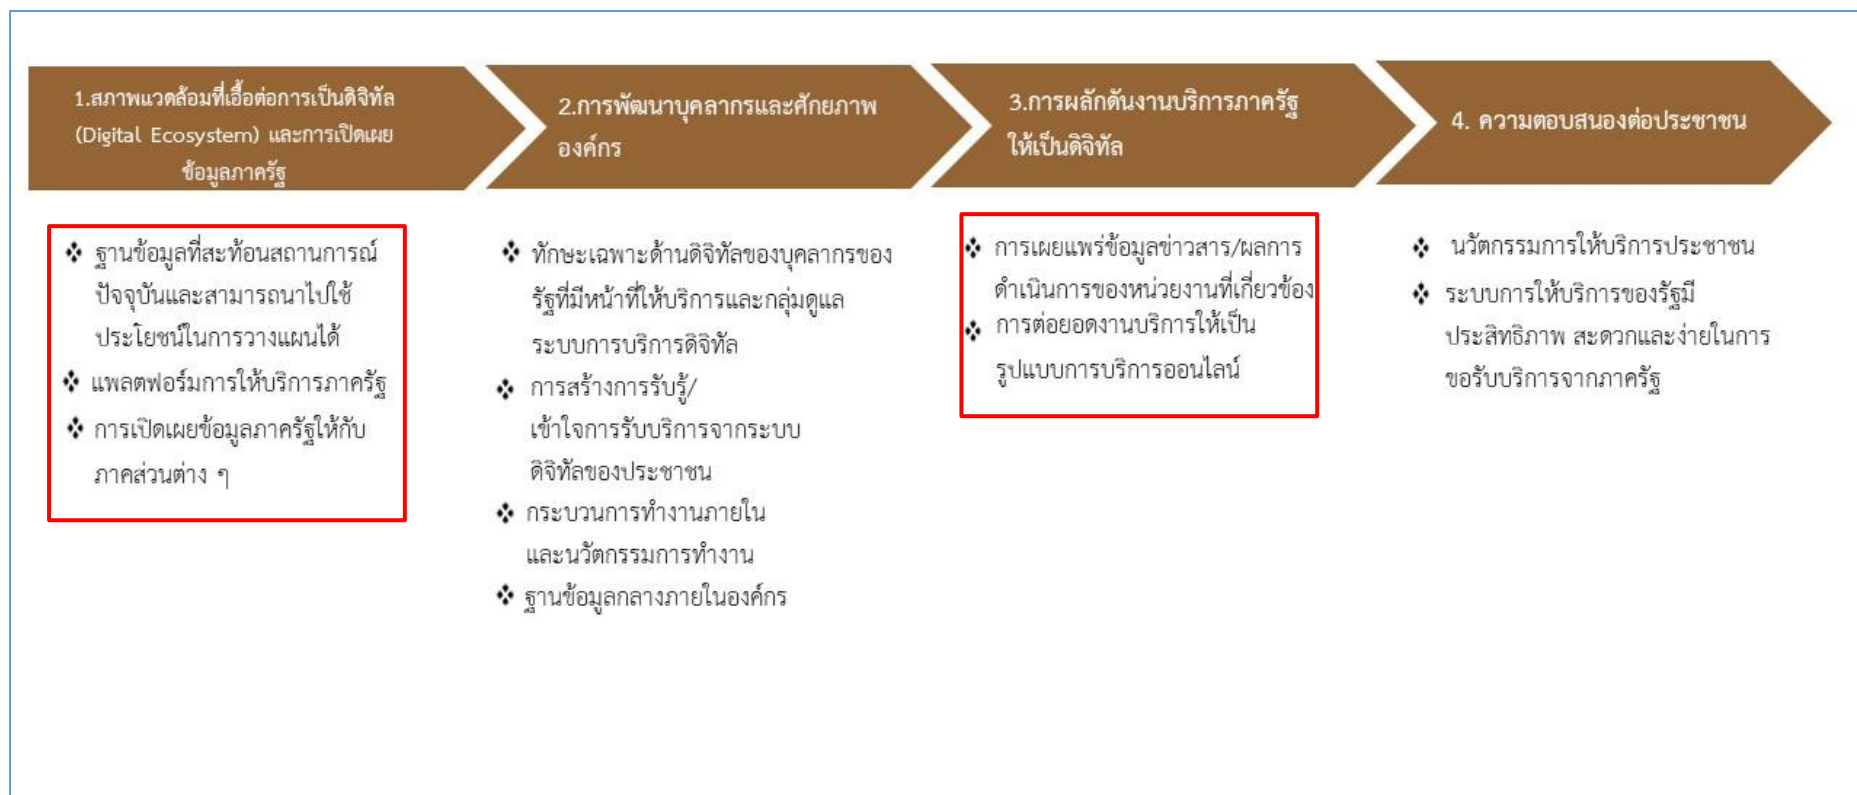 1.สภาพแวดล้อมที่เอื้อต่อการเป็นดิจิทัล
(Digital Ecosystem) และการเปิดเผย
ข้อมูลภาครัฐ
2.การพัฒนาบุคลากรและศักยภาพ
องค์กร
3.การผลักดันงานบริการภาครัฐ
ให้เป็นดิจิทัล
4. ความตอบสนองต่อประชาชน
❖ ฐานข้อมูลที่สะท้อนสถานการณ์
ปัจจุบันและสามารถนาไปใช้
ประโยชน์ในการวางแผนได้
❖ แพลตฟอร์มการให้บริการภาครัฐ
❖ การเปิดเผยข้อมูลภาครัฐให้กับ
ภาคส่วนต่าง ๆ
❖ ทักษะเฉพาะด้านดิจิทัลของบุคลากรของ
รัฐที่มีหน้าที่ให้บริการและกลุ่มดูแล
ระบบการบริการดิจิทัล
❖ การสร้างการรับรู้/
เข้าใจการรับบริการจากระบบ
ดิจิทัลของประชาชน
❖ กระบวนการทำงานภายใน
และนวัตกรรมการทำงาน
❖ ฐานข้อมูลกลางภายในองค์กร
❖ การเผยแพร่ข้อมูลข่าวสาร/ผลการ
ดำเนินการของหน่วยงานที่เกี่ยวข้อง
❖ การต่อยอดงานบริการให้เป็น
รูปแบบการบริการออนไลน์
❖ นวัตกรรมการให้บริการประชาชน
❖ ระบบการให้บริการของรัฐมี
ประสิทธิภาพ สะดวกและง่ายในการ
ขอรับบริการจากภาครัฐ